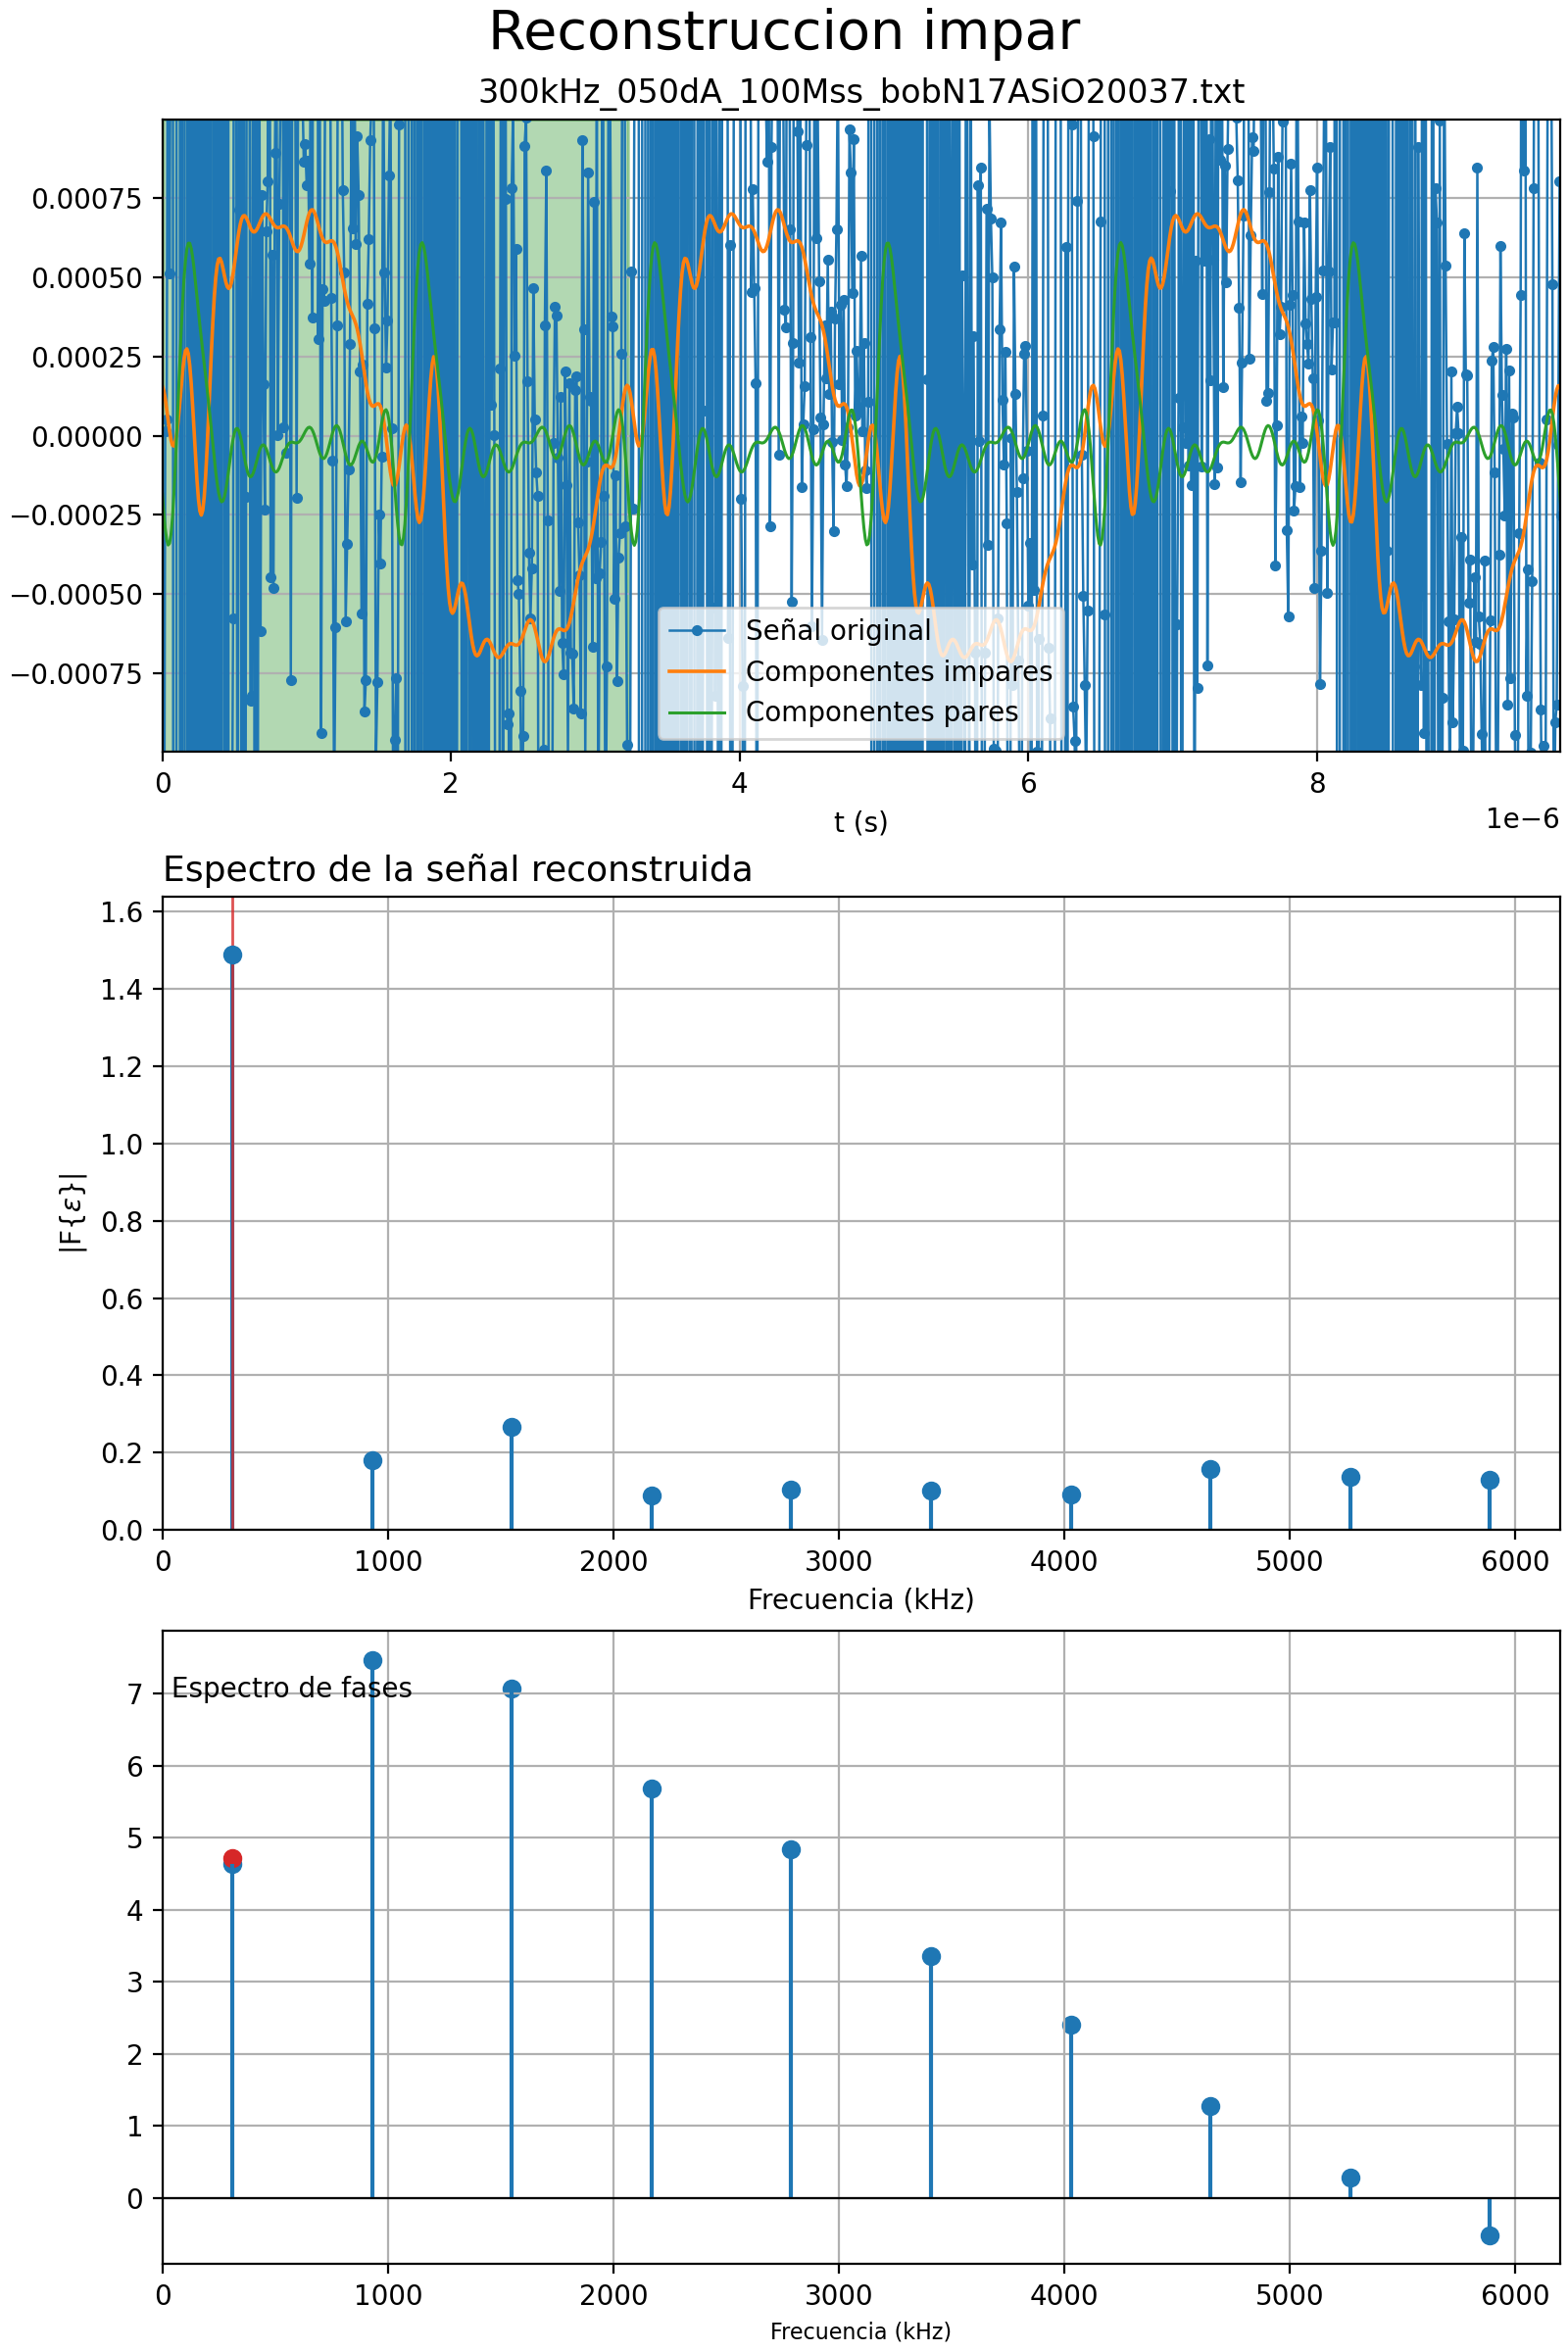 Reconstruccion impar
300kHz_050dA_100Mss_bobN17ASiO20037.txt
0.00075
0.00050
0.00025
0.00000
−0.00025
−0.00050
−0.00075
Señal original
Componentes impares
Componentes pares
0 2 4 6 8
t (s)
1e−6
Espectro de la señal reconstruida
1.6
1.4
1.2
1.0
0.8
0.6
0.4
0.2
0.0
|F{ε}|
0 1000 2000 3000 4000 5000 6000
Frecuencia (kHz)
Espectro de fases
7
6
5
4
3
2
1
0
0 1000 2000 3000 4000 5000 6000
Frecuencia (kHz)